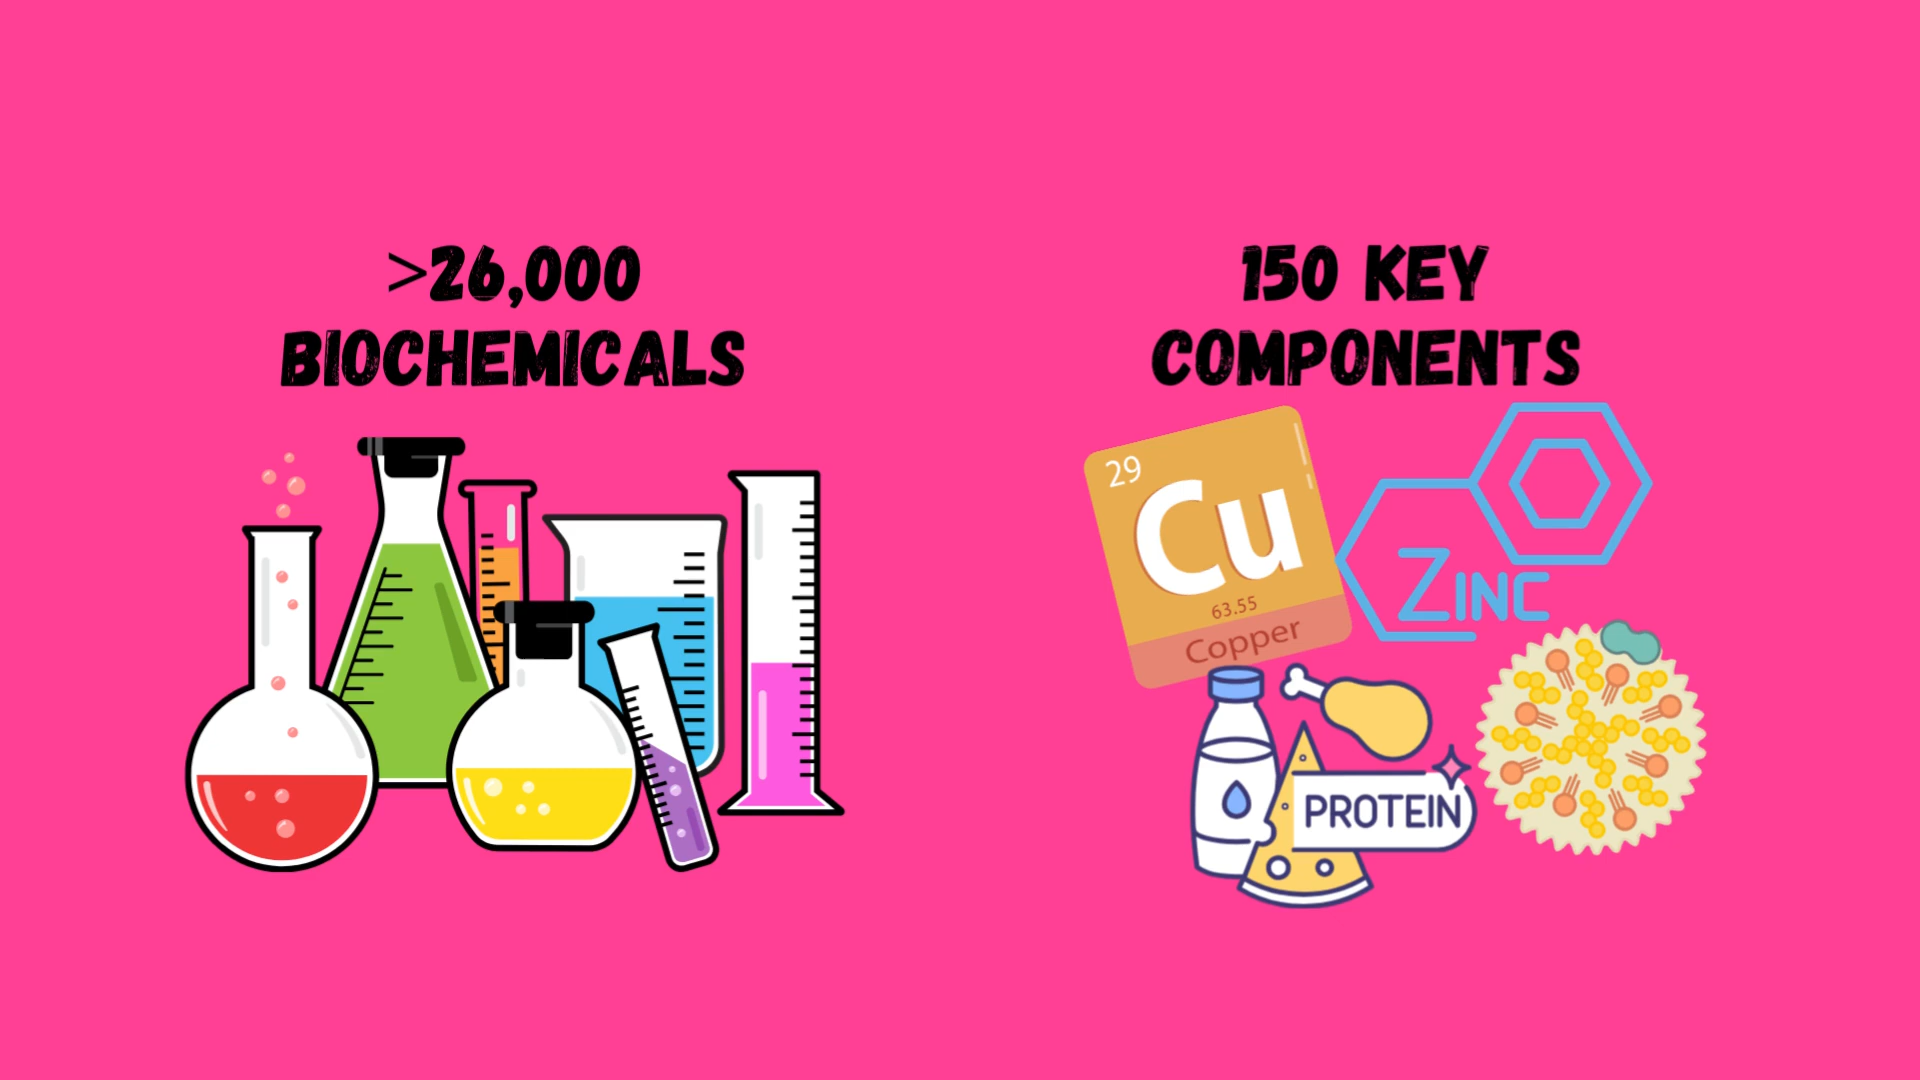 >26,000
BIOCHEMICALS
150 KEY
COMPONENTS
29
Cu
63.55
Copper
ZINC
PROTEIN